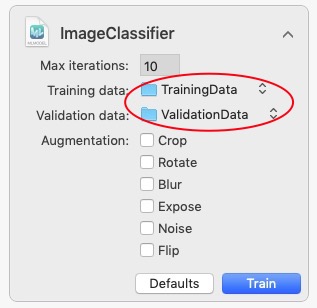 ImageClassifier
Max iterations: 10
Training data: TrainingData
Validation data: ValidationData
Augmentation: Crop
Rotate
Blur
Expose
Noise
Flip
Defaults Train